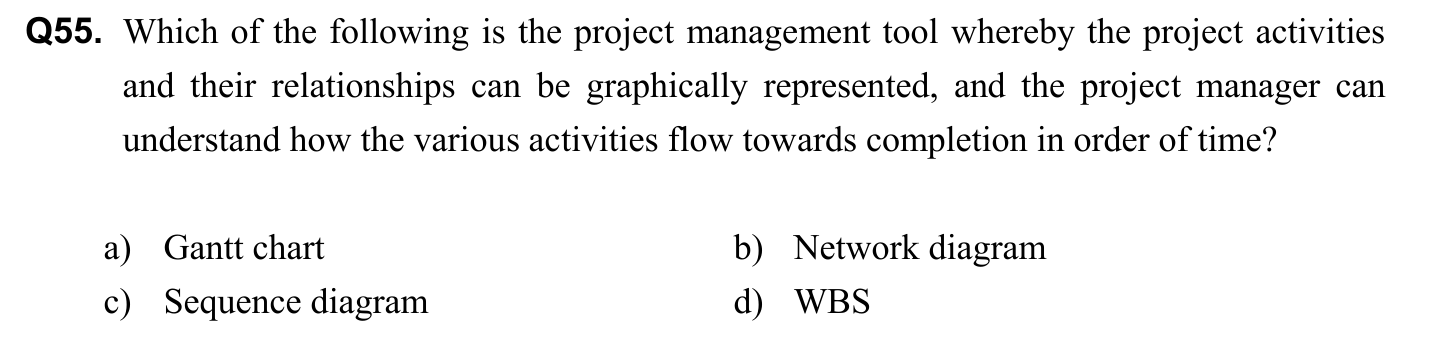 Q55. Which of the following is the project management tool whereby the project activities
and their relationships can be graphically represented, and the project manager can
understand how the various activities flow towards completion in order of time?
a) Gantt chart b) Network diagram
c) Sequence diagram d) WBS